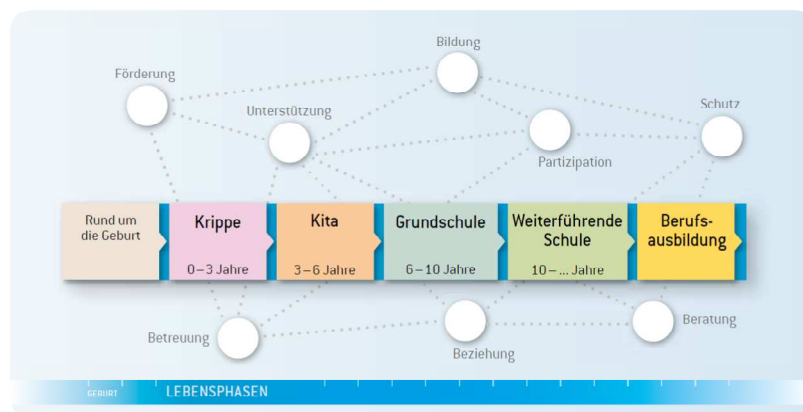 Bildung
Förderung
Schutz
Unterstützung
Partizipation
Rund um
die Geburt
Krippe
0–3 Jahre
Kita
3–6 Jahre
Grundschule
6–10 Jahre
Weiterführende
Schule
10–... Jahre
Berufs-
ausbildung
Betreuung
Beziehung
Beratung
GEBURT
LEBENSPHASEN